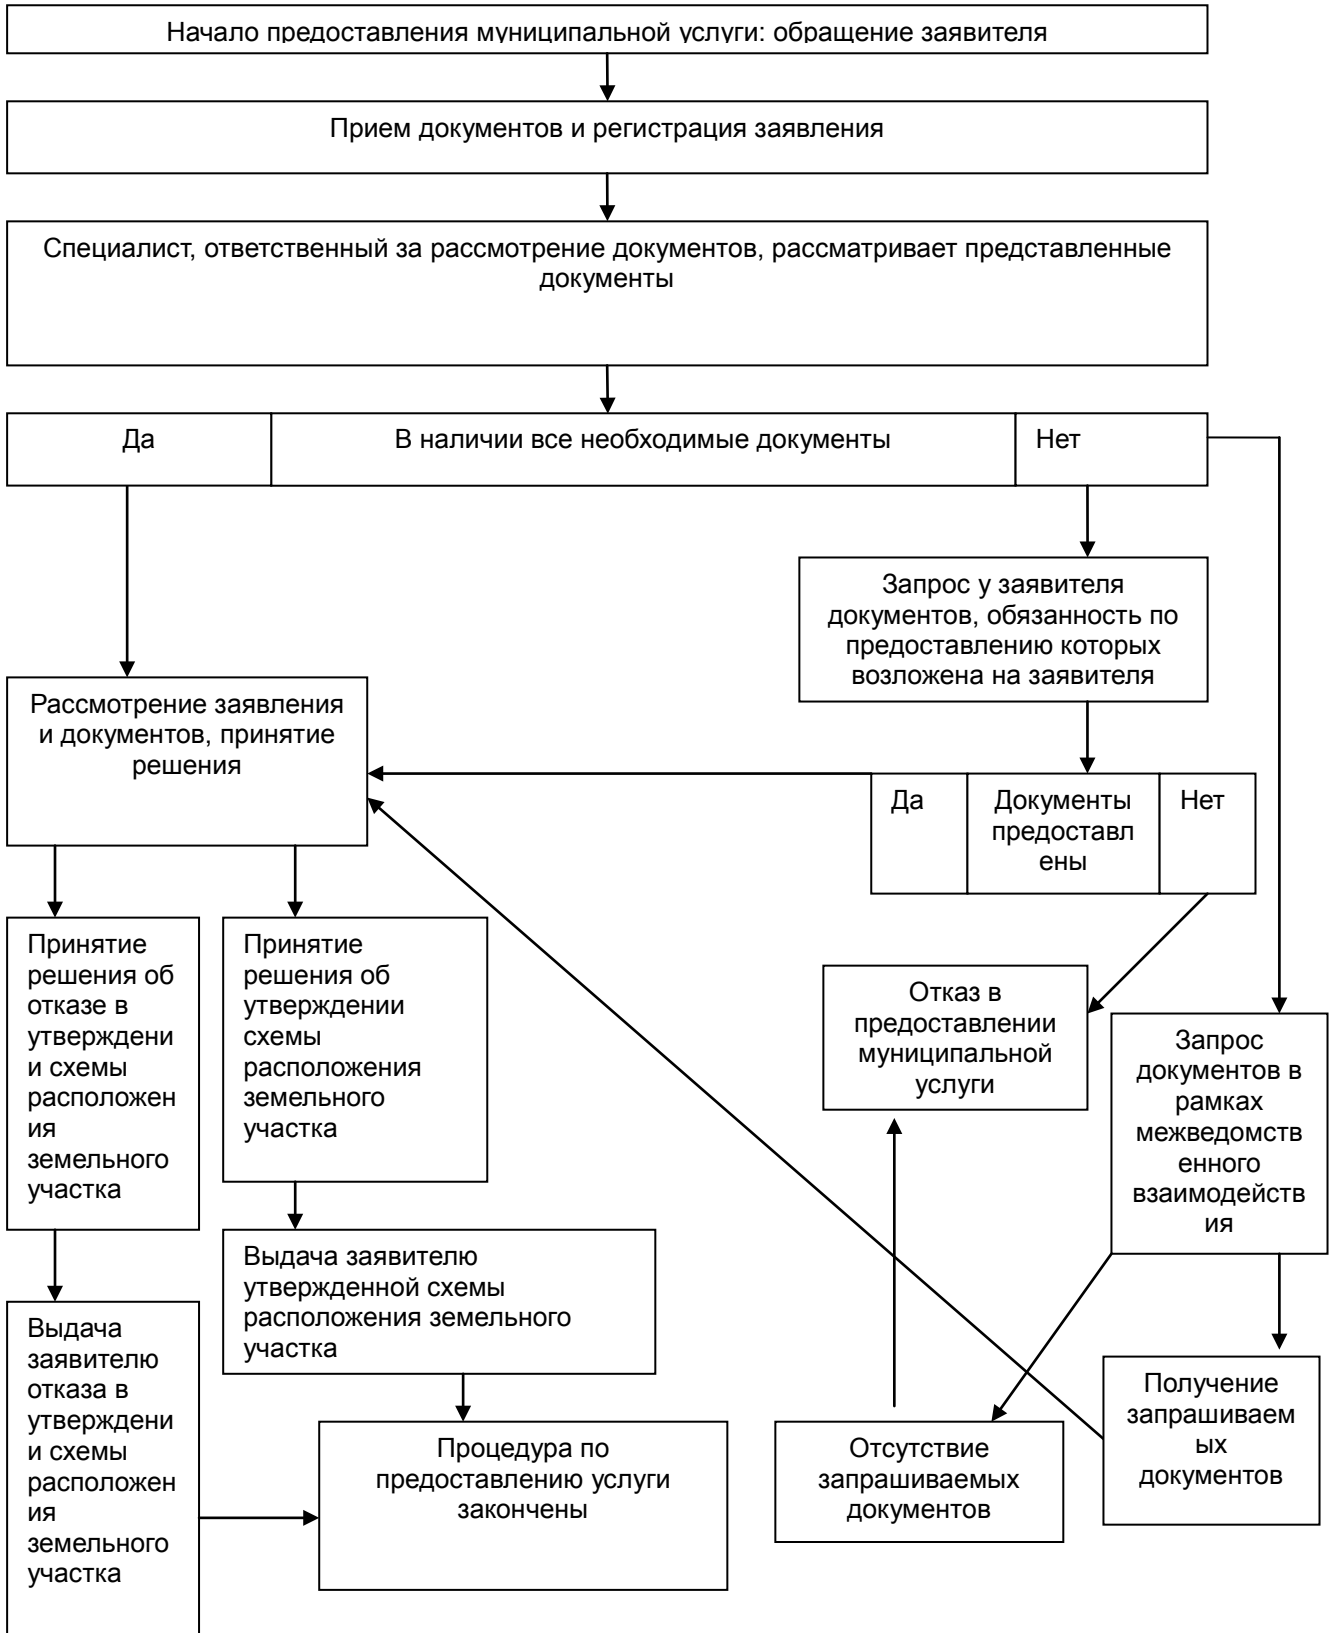 Начало предоставления муниципальной услуги: обращение заявителя
Прием документов и регистрация заявления
Специалист, ответственный за рассмотрение документов, рассматривает представленные
документы
Да
В наличии все необходимые документы
Нет
Запрос у заявителя
документов, обязанность по
предоставлению которых
возложена на заявителя
Рассмотрение заявления
и документов, принятие
решения
Да
Документы
предоставл
ены
Нет
Принятие
решения об
отказе в
утверждени
и схемы
расположен
ия
земельного
участка
Принятие
решения об
утверждении
схемы
расположения
земельного
участка
Отказ в
предоставлении
муниципальной
услуги
Запрос
документов в
рамках
межведомств
енного
взаимодейств
ия
Выдача заявителю
утвержденной схемы
расположения земельного
участка
Выдача
заявителю
отказа в
утверждени
и схемы
расположен
ия
земельного
участка
Процедура по
предоставлению услуги
закончены
Отсутствие
запрашиваемых
документов
Получение
запрашиваем
ых
документов